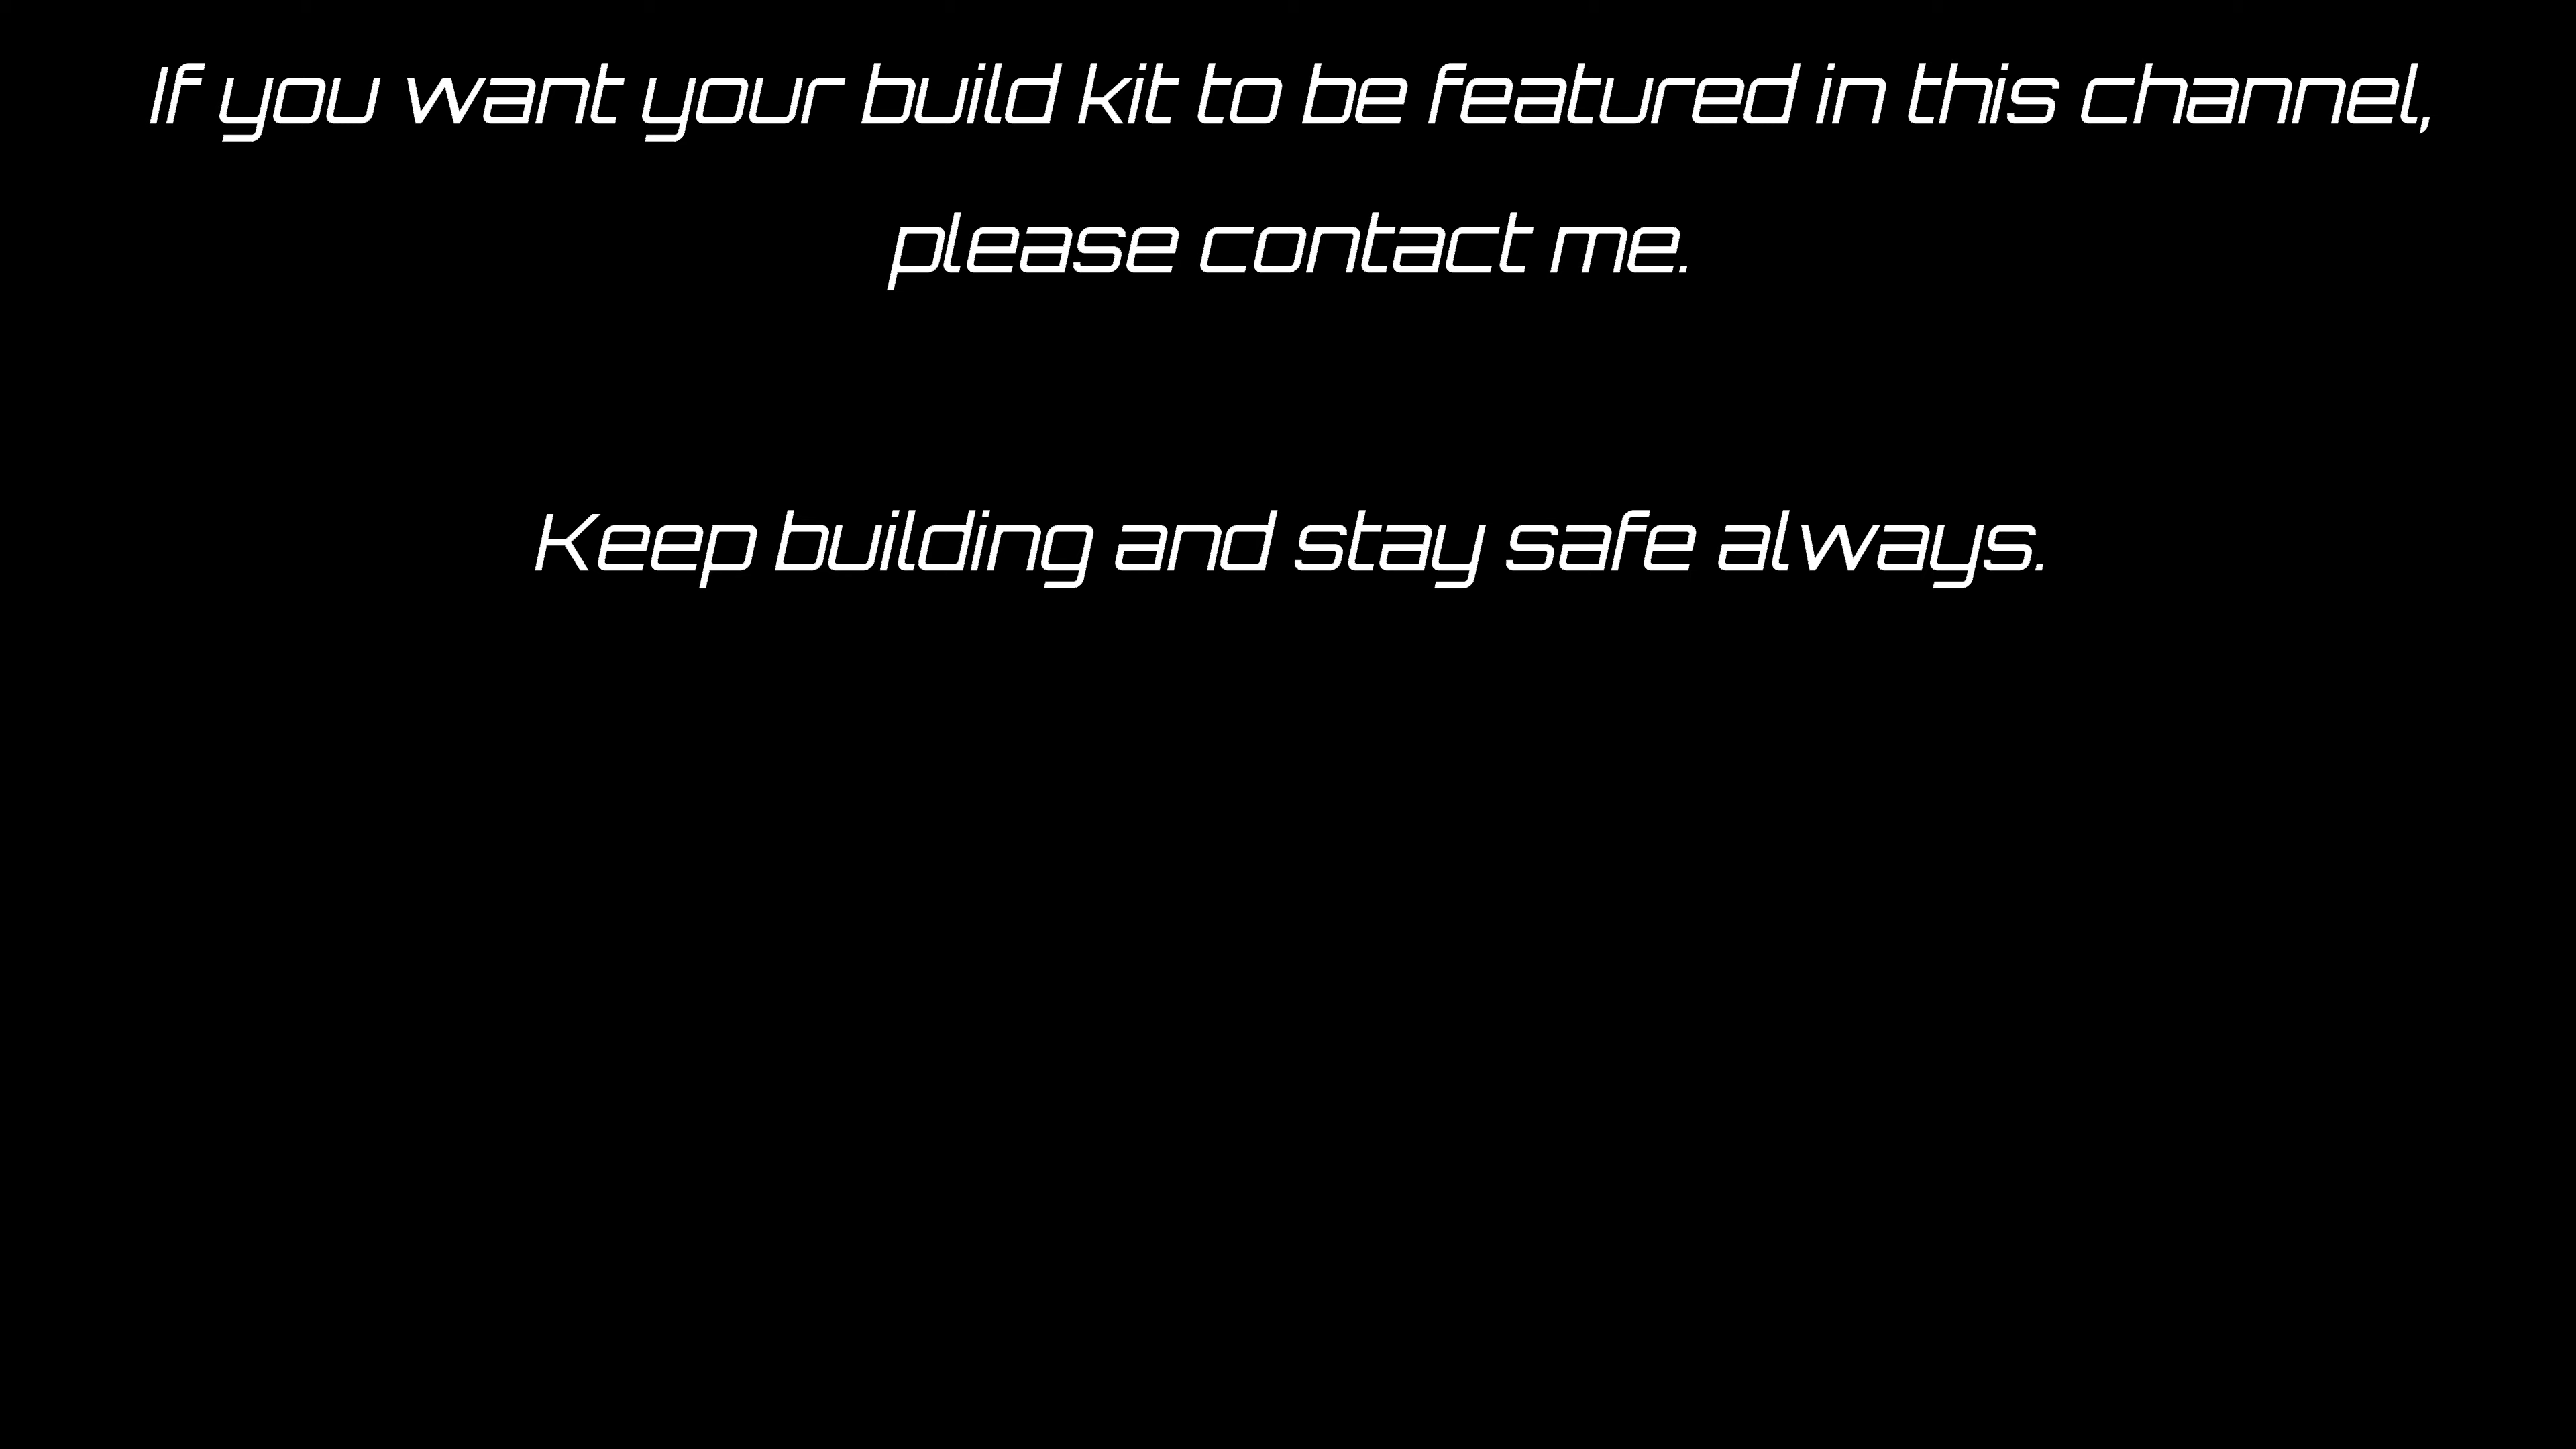 If you want your build kit to be featured in this channel,
please contact me.
Keep building and stay safe always.